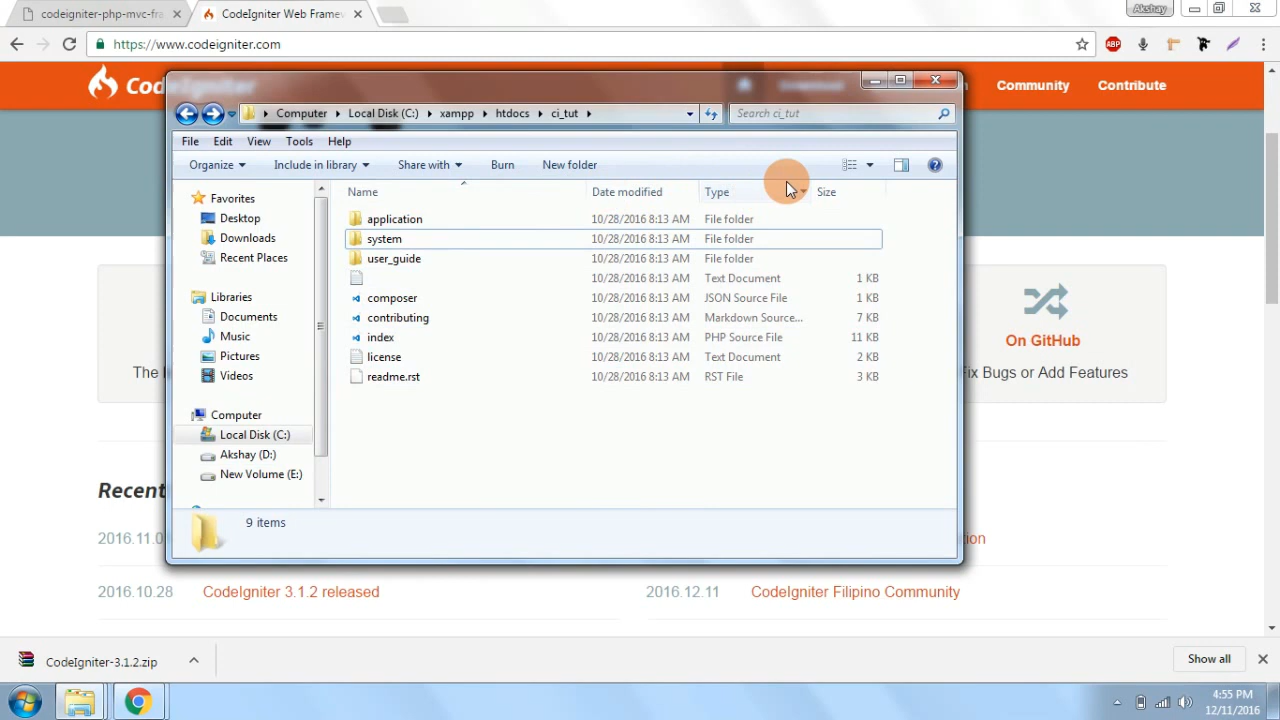 codeigniter-php-mvc-fra
CodeIgniter Web Frame
Akshay
https://www.codeigniter.com
ABP
Cod
Community
Contribute
Computer
Local Disk (C:)
xampp
htdocs
ci_tut
Search ci_tut
File
Edit
View
Tools
Help
Organize
Include in library
Share with
Burn
New folder
Favorites
Desktop
Downloads
Recent Places
Libraries
Documents
Music
Pictures
Videos
Computer
Local Disk (C:)
Akshay (D:)
New Volume (E:)
Name Date modified Type Size
application 10/28/2016 8:13 AM File folder
system 10/28/2016 8:13 AM File folder
user_guide 10/28/2016 8:13 AM File folder
10/28/2016 8:13 AM Text Document 1 KB
composer 10/28/2016 8:13 AM JSON Source File 1 KB
contributing 10/28/2016 8:13 AM Markdown Source... 7 KB
index 10/28/2016 8:13 AM PHP Source File 11 KB
license 10/28/2016 8:13 AM Text Document 2 KB
readme.rst 10/28/2016 8:13 AM RST File 3 KB
9 items
On GitHub
The
Fix Bugs or Add Features
Recent
2016.11.0
ion
2016.10.28 CodeIgniter 3.1.2 released
2016.12.11 CodeIgniter Filipino Community
CodeIgniter-3.1.2.zip
Show all
4:55 PM
12/11/2016